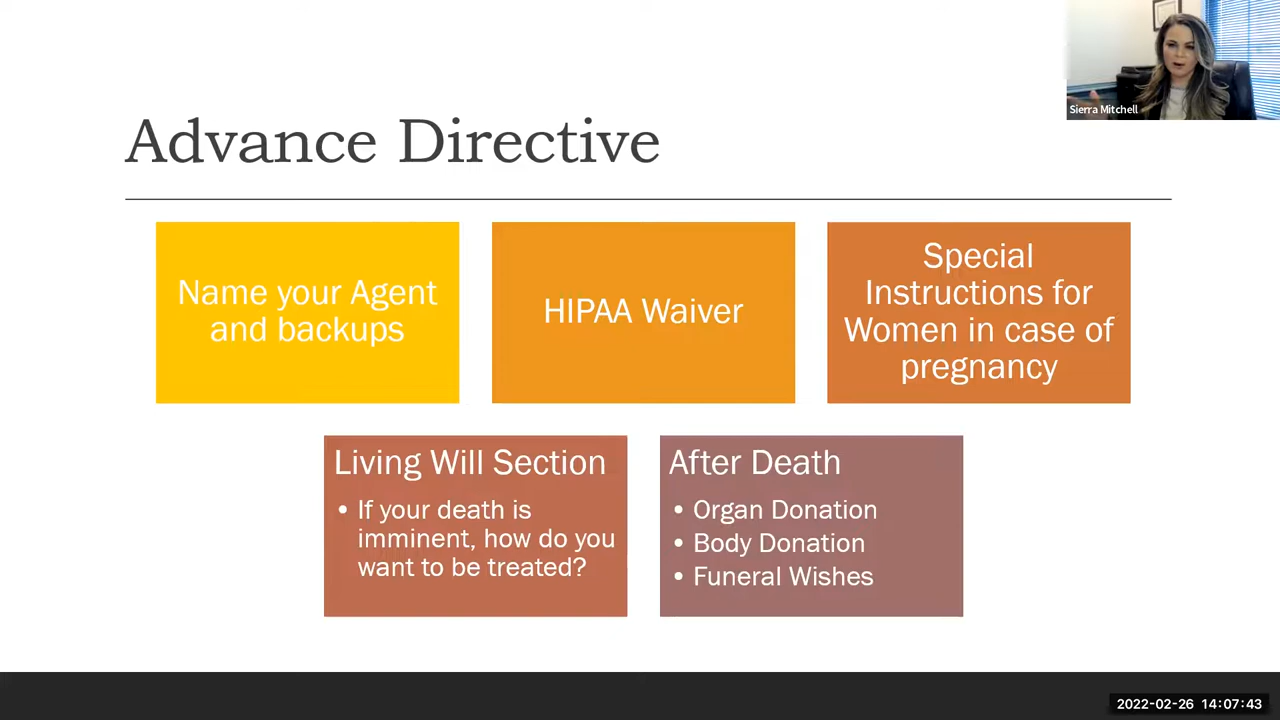 Sierra Mitchell
Advance Directive
Name your Agent
and backups
HIPAA Waiver
Special
Instructions for
Women in case of
pregnancy
Living Will Section
• If your death is
imminent, how do you
want to be treated?
After Death
• Organ Donation
• Body Donation
• Funeral Wishes
2022-02-26 14:07:43